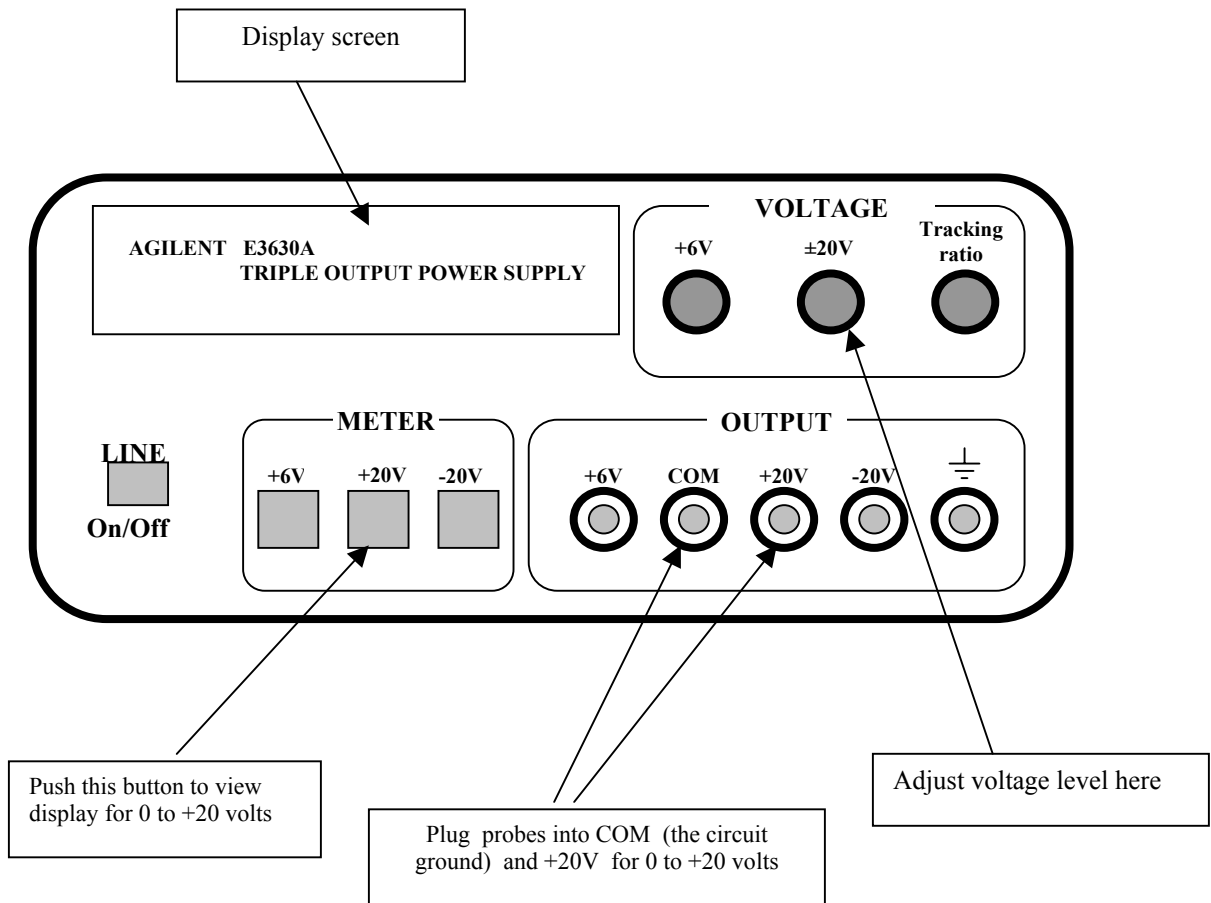 Display screen
VOLTAGE
AGILENT E3630A
TRIPLE OUTPUT POWER SUPPLY
+6V
±20V
Tracking
ratio
LINE
On/Off
METER
+6V
+20V
-20V
OUTPUT
+6V
COM
+20V
-20V
Push this button to view
display for 0 to +20 volts
Plug probes into COM (the circuit
ground) and +20V for 0 to +20 volts
Adjust voltage level here